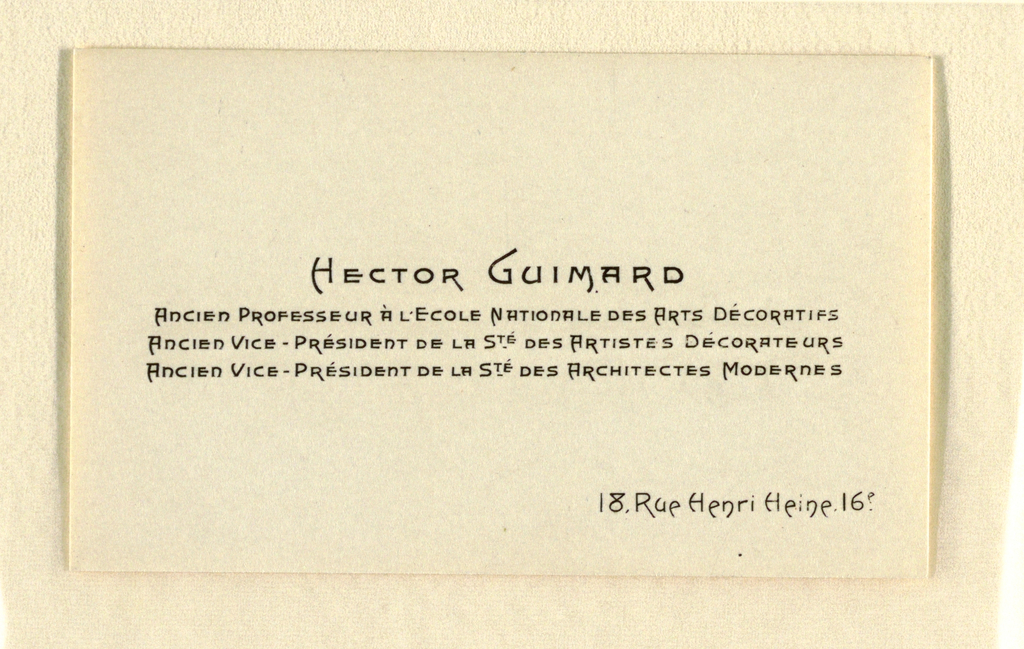 Hector Guimard
Ancien Professeur à l'Ecole Nationale des Arts Décoratifs
Ancien Vice-Président de la Sté des Artistes Décorateurs
Ancien Vice-Président de la Sté des Architectes Modernes
18, Rue Henri Heine. 16e